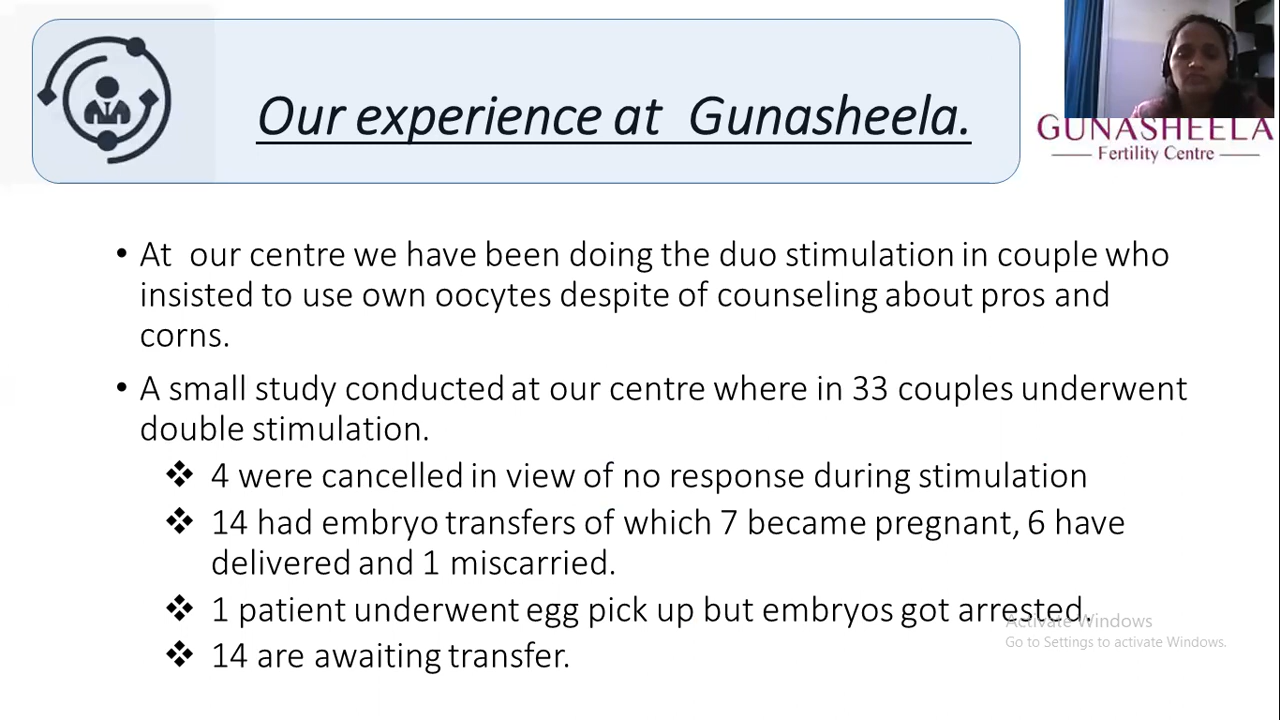 Our experience at Gunasheela.
GUNASHEELA
Fertility Centre
• At our centre we have been doing the duo stimulation in couple who
insisted to use own oocytes despite of counseling about pros and
corns.
• A small study conducted at our centre where in 33 couples underwent
double stimulation.
❖ 4 were cancelled in view of no response during stimulation
❖ 14 had embryo transfers of which 7 became pregnant, 6 have
delivered and 1 miscarried.
❖ 1 patient underwent egg pick up but embryos got arrested.
Activate Windows
Go to Settings to activate Windows.
❖ 14 are awaiting transfer.